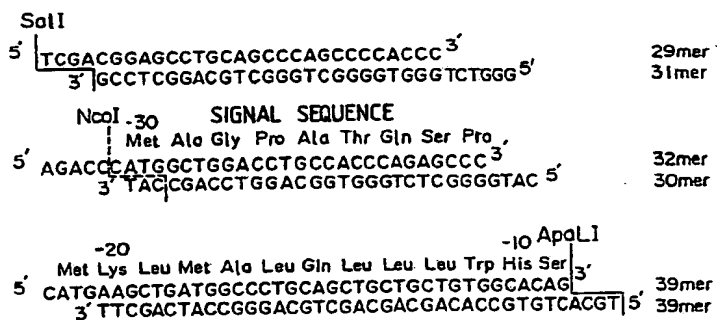 SalI
5' TCGACGGAGCCTGCAGCCCAGCCCCACCC 3' 29mer
3' GCCTCGGACGTCGGGTCGGGGTGGGTCTGGG 5' 31mer
NcoI -30 SIGNAL SEQUENCE
Met Ala Gly Pro Ala Thr Gln Ser Pro
5' AGACCCATGGCTGGACCTGCCACCCAGAGCCC 3' 32mer
3' TACCGACCTGGACGGTGGGTCTCGGGGTAC 5' 30mer
-20 -10 ApaLI
Met Lys Leu Met Ala Leu Gln Leu Leu Leu Trp His Ser
5' CATGAAGCTGATGGCCCTGCAGCTGCTGCTGTGGCACAG 3' 39mer
3' TTCGACTACCGGGACGTCGACGACGACACCGTGTCACGT 5' 39mer